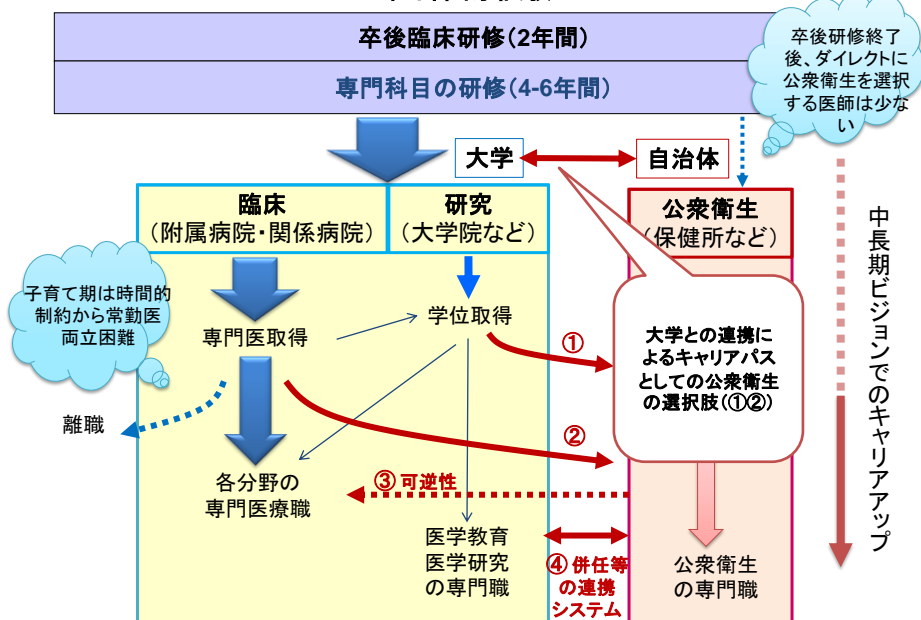 卒後臨床研修（2年間）
専門科目の研修（4-6年間）
卒後研修終了
後、ダイレクトに
公衆衛生を選択
する医師は少な
い
大学
自治体
臨床
（附属病院・関係病院）
研究
（大学院など）
公衆衛生
（保健所など）
子育て期は時間的
制約から常勤医
両立困難
専門医取得
学位取得
①
大学との連携に
よるキャリアパス
としての公衆衛生
の選択肢（①②）
離職
②
③ 可逆性
各分野の
専門医療職
医学教育
医学研究
の専門職
④ 併任等
の連携
システム
公衆衛生
の専門職
中長期ビジョンでのキャリアアップ